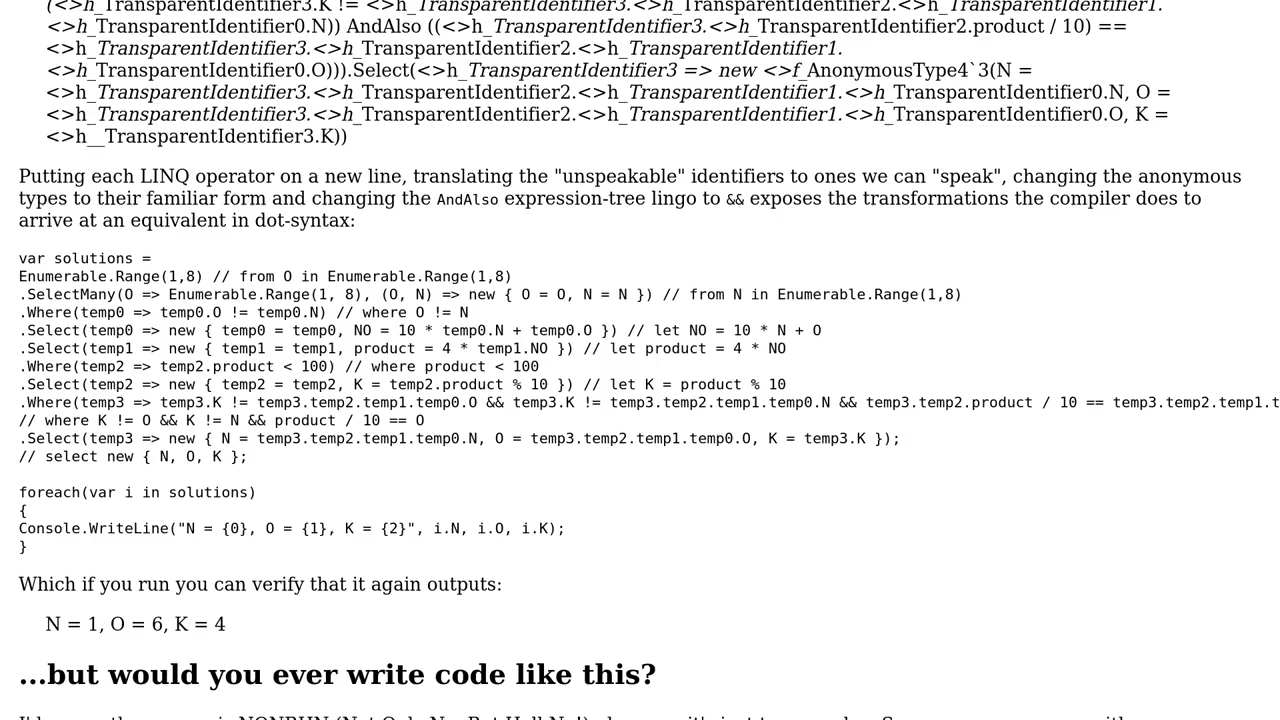 (<>h_TransparentIdentifier3.K != <>h_TransparentIdentifier3.<>h_TransparentIdentifier2.<>h_TransparentIdentifier1.
<>h_TransparentIdentifier0.N)) AndAlso ((<>h_TransparentIdentifier3.<>h_TransparentIdentifier2.product / 10) ==
<>h_TransparentIdentifier3.<>h_TransparentIdentifier2.<>h_TransparentIdentifier1.
<>h_TransparentIdentifier0.O))).Select(<>h_TransparentIdentifier3 => new <>f_AnonymousType4`3(N =
<>h_TransparentIdentifier3.<>h_TransparentIdentifier2.<>h_TransparentIdentifier1.<>h_TransparentIdentifier0.N, O =
<>h_TransparentIdentifier3.<>h_TransparentIdentifier2.<>h_TransparentIdentifier1.<>h_TransparentIdentifier0.O, K =
<>h__TransparentIdentifier3.K))
Putting each LINQ operator on a new line, translating the "unspeakable" identifiers to ones we can "speak", changing the anonymous
types to their familiar form and changing the AndAlso expression-tree lingo to && exposes the transformations the compiler does to
arrive at an equivalent in dot-syntax:
var solutions =
Enumerable.Range(1,8) // from O in Enumerable.Range(1,8)
.SelectMany(O => Enumerable.Range(1, 8), (O, N) => new { O = O, N = N }) // from N in Enumerable.Range(1,8)
.Where(temp0 => temp0.O != temp0.N) // where O != N
.Select(temp0 => new { temp0 = temp0, NO = 10 * temp0.N + temp0.O }) // let NO = 10 * N + O
.Select(temp1 => new { temp1 = temp1, product = 4 * temp1.NO }) // let product = 4 * NO
.Where(temp2 => temp2.product < 100) // where product < 100
.Select(temp2 => new { temp2 = temp2, K = temp2.product % 10 }) // let K = product % 10
.Where(temp3 => temp3.K != temp3.temp2.temp1.temp0.O && temp3.K != temp3.temp2.temp1.temp0.N && temp3.temp2.product / 10 == temp3.temp2.temp1.t
// where K != O && K != N && product / 10 == O
.Select(temp3 => new { N = temp3.temp2.temp1.temp0.N, O = temp3.temp2.temp1.temp0.O, K = temp3.K });
// select new { N, O, K };
foreach(var i in solutions)
{
Console.WriteLine("N = {0}, O = {1}, K = {2}", i.N, i.O, i.K);
}
Which if you run you can verify that it again outputs:
N = 1, O = 6, K = 4
...but would you ever write code like this?